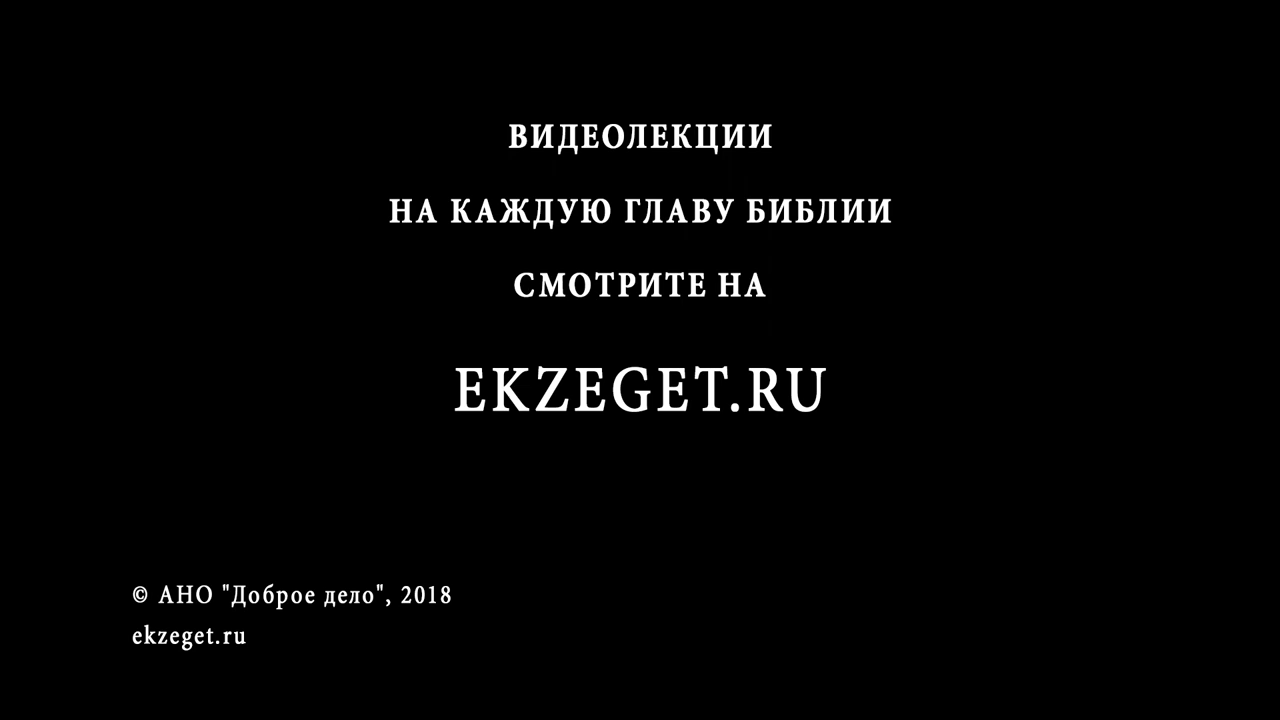 ВИДЕОЛЕКЦИИ
НА КАЖДУЮ ГЛАВУ БИБЛИИ
СМОТРИТЕ НА
EKZEGET.RU
© АНО "Доброе дело", 2018
ekzeget.ru